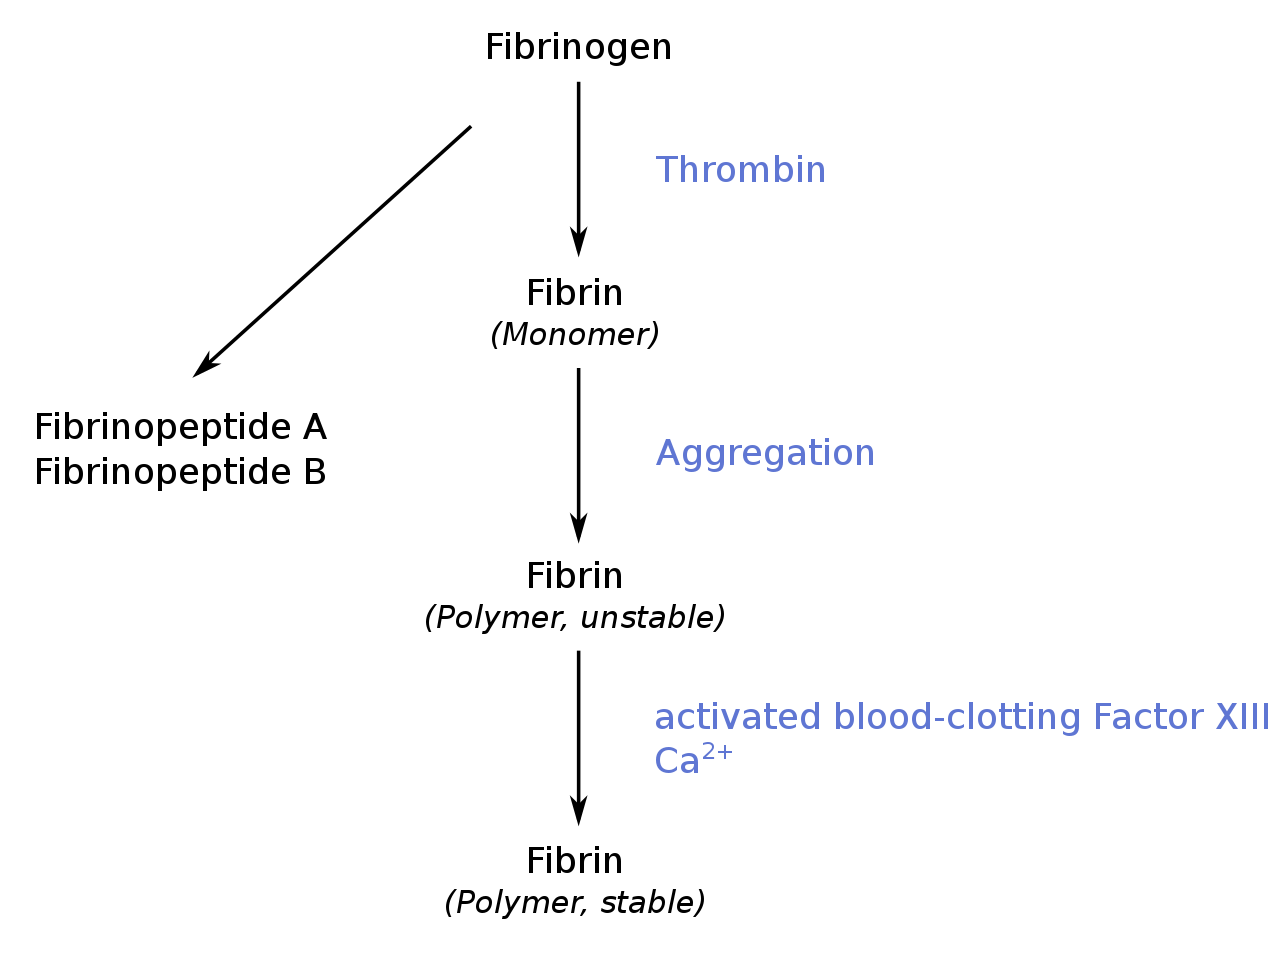 Fibrinogen
Thrombin
Fibrin
(Monomer)
Fibrinopeptide A
Fibrinopeptide B
Aggregation
Fibrin
(Polymer, unstable)
activated blood-clotting Factor XIII
Ca²⁺
Fibrin
(Polymer, stable)